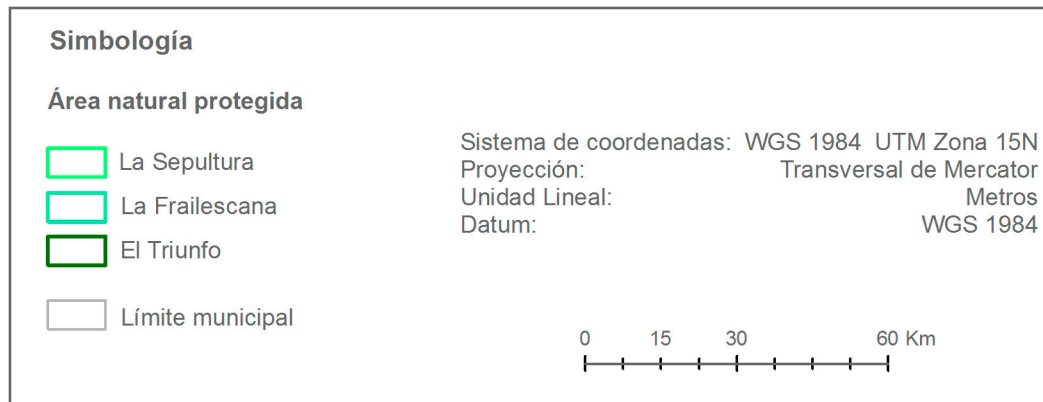 Simbología
Área natural protegida
La Sepultura
La Frailescana
El Triunfo
Límite municipal
Sistema de coordenadas: WGS 1984 UTM Zona 15N
Proyección: Transversal de Mercator
Unidad Lineal: Metros
Datum: WGS 1984
0 15 30 60 Km